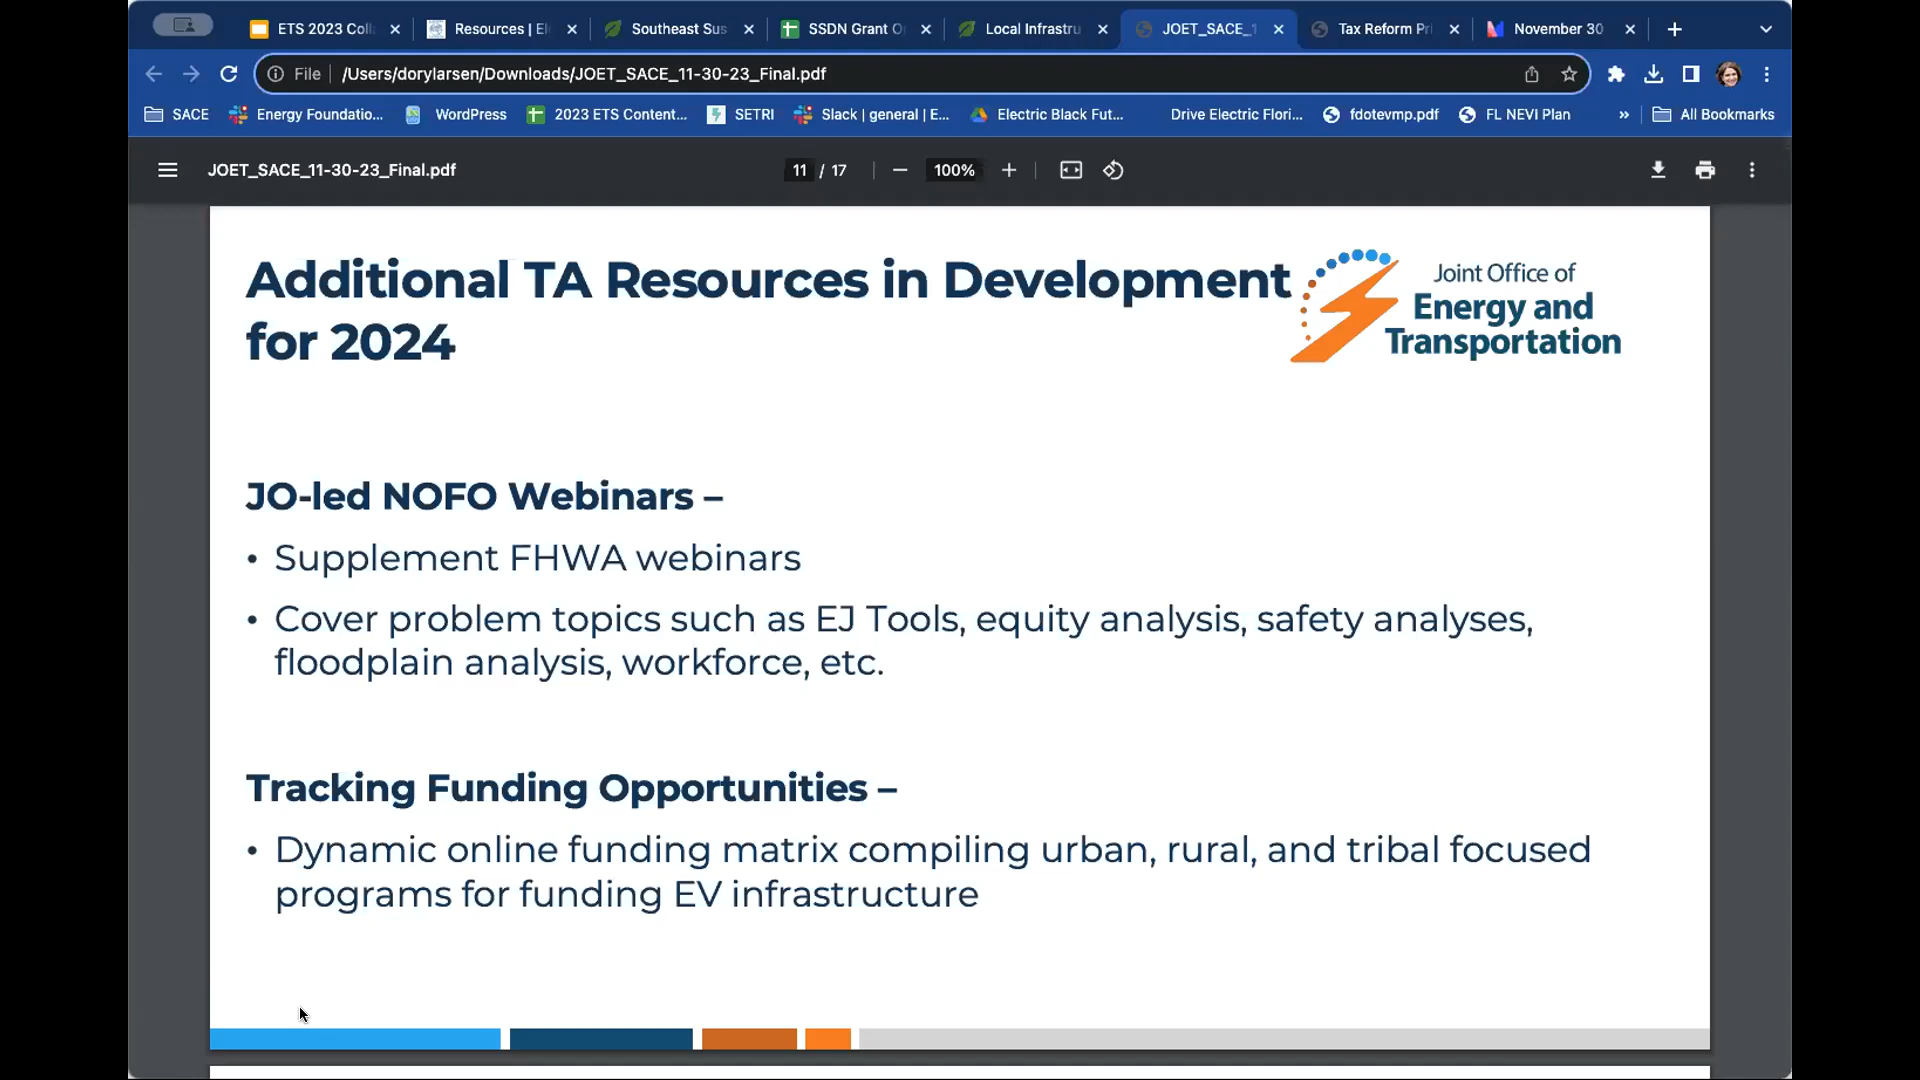 ETS 2023 Coll
Resources | El
Southeast Sus
SSDN Grant O
Local Infrastru
JOET_SACE_1
Tax Reform Pr
November 30
File
/Users/dorylarsen/Downloads/JOET_SACE_11-30-23_Final.pdf
SACE
Energy Foundatio...
WordPress
2023 ETS Content...
SETRI
Slack | general | E...
Electric Black Fut...
Drive Electric Flori...
fdotevmp.pdf
FL NEVI Plan
»
All Bookmarks
JOET_SACE_11-30-23_Final.pdf
11 / 17
100%
Additional TA Resources in Development
for 2024
Joint Office of
Energy and
Transportation
JO-led NOFO Webinars –
• Supplement FHWA webinars
• Cover problem topics such as EJ Tools, equity analysis, safety analyses,
floodplain analysis, workforce, etc.
Tracking Funding Opportunities –
• Dynamic online funding matrix compiling urban, rural, and tribal focused
programs for funding EV infrastructure